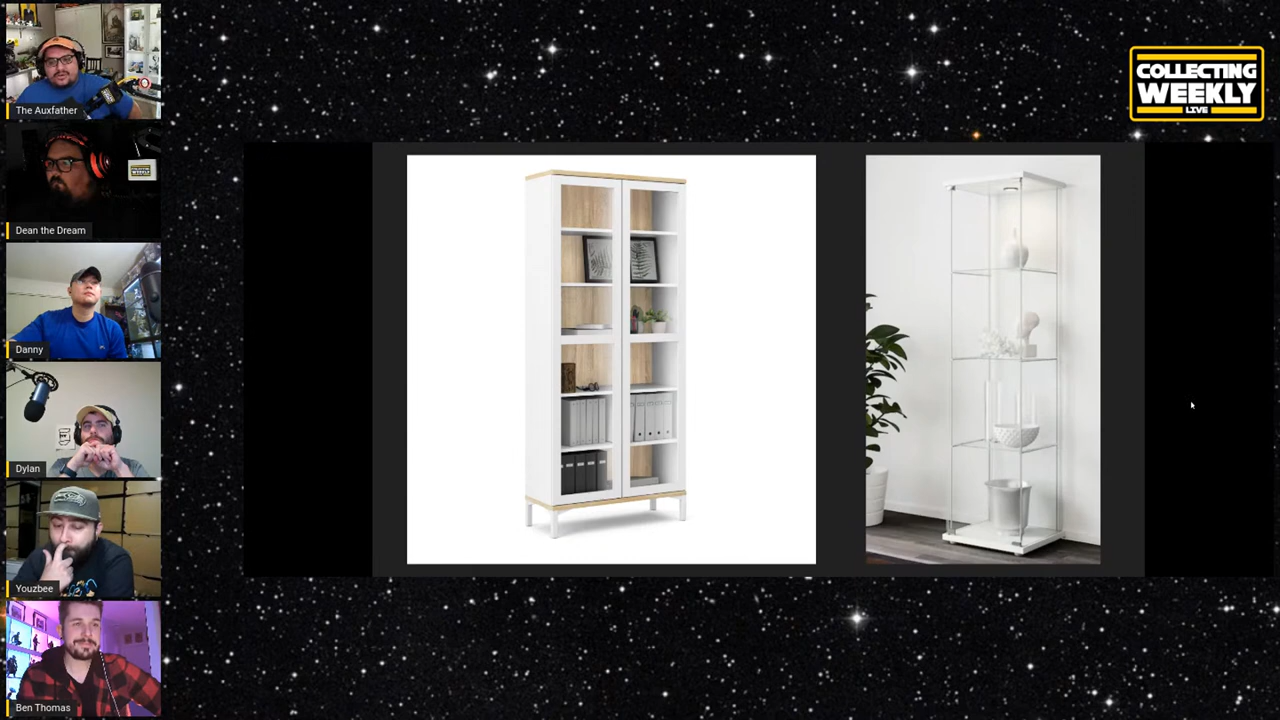 The Auxfather
Dean the Dream
Danny
Dylan
Youzbee
Ben Thomas
COLLECTING
WEEKLY
LIVE